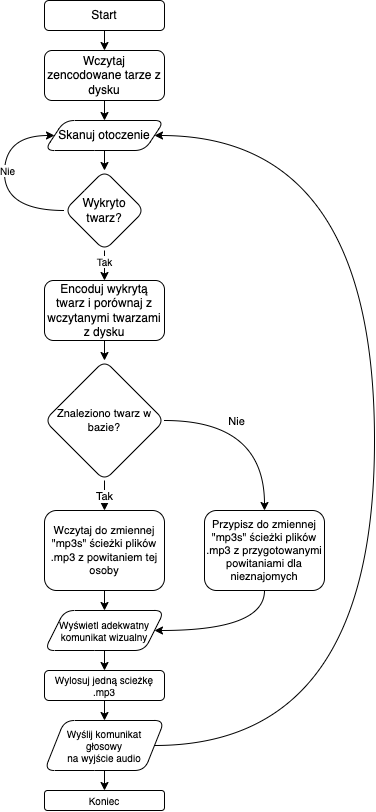 Start
Wczytaj
zencodowane tarze z
dysku
Skanuj otoczenie
Nie
Wykryto
twarz?
Tak
Encoduj wykrytą
twarz i porównaj z
wczytanymi twarzami
z dysku
Znaleziono twarz w
bazie?
Nie
Tak
Wczytaj do zmiennej
"mp3s" ścieżki plików
.mp3 z powitaniem tej
osoby
Przypisz do zmiennej
"mp3s" ścieżki plików
.mp3 z przygotowanymi
powitaniami dla
nieznajomych
Wyświetl adekwatny
komunikat wizualny
Wylosuj jedną scieżkę
.mp3
Wyślij komunikat
głosowy
na wyjście audio
Koniec